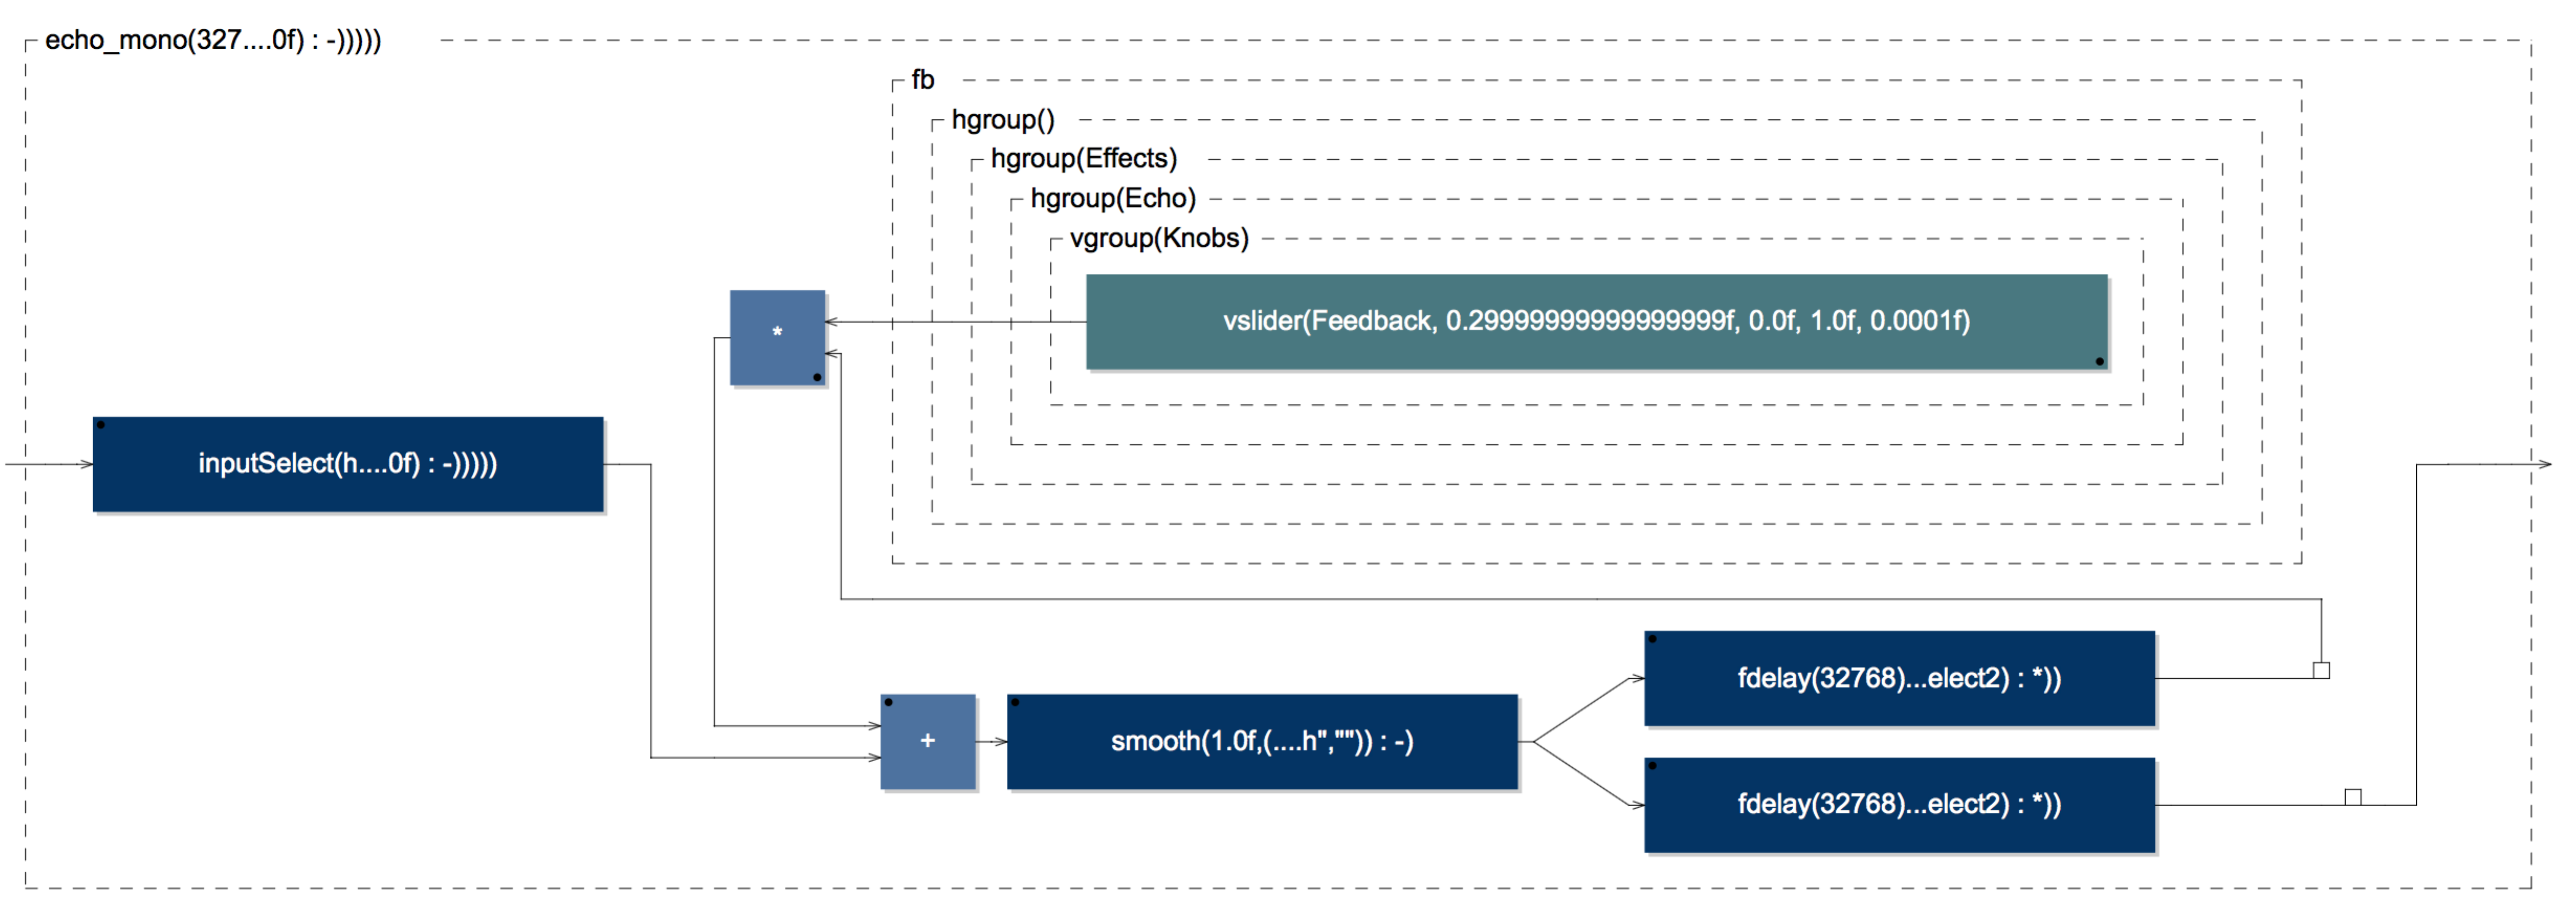 echo_mono(327....0f) : -)))))
fb
hgroup()
hgroup(Effects)
hgroup(Echo)
vgroup(Knobs)
vslider(Feedback, 0.29999999999999999f, 0.0f, 1.0f, 0.0001f)
*
inputSelect(h....0f) : -)))))
fdelay(32768)...elect2) : *))
+
smooth(1.0f,(....h","")) : -)
fdelay(32768)...elect2) : *))